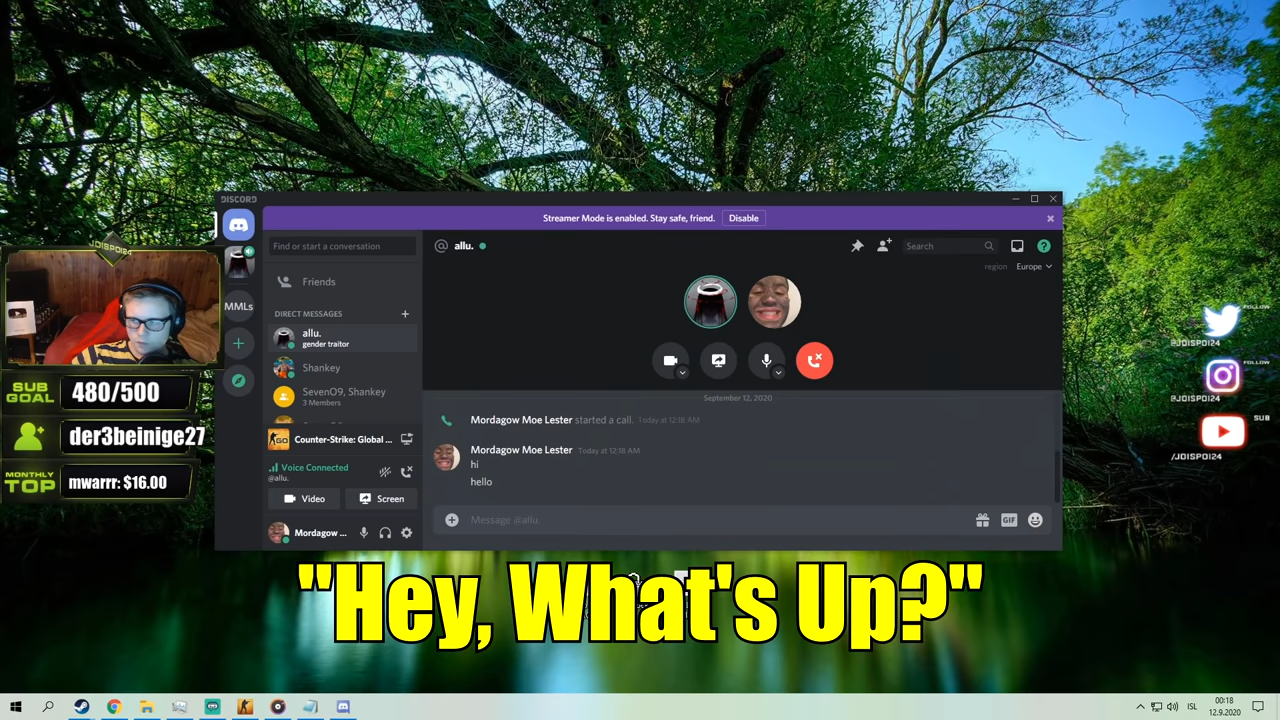 DISCORD
Streamer Mode is enabled. Stay safe, friend. Disable
Find or start a conversation
allu.
Search
region Europe
Friends
DIRECT MESSAGES
allu.
gender traitor
Shankey
SevenO9, Shankey
3 Members
MMLs
Counter-Strike: Global ...
Voice Connected
@allu.
Video
Screen
Mordagow ...
September 12, 2020
Mordagow Moe Lester started a call. Today at 12:18 AM
Mordagow Moe Lester Today at 12:18 AM
hi
hello
Message @allu.
GIF
JOISPOI24
SUB GOAL
480/500
der3beinige27
MONTHLY TOP
mwarrr: $16.00
FOLLOW
@JOISPOI24
FOLLOW
@JOISPOI24
SUB
/JOISPOI24
"Hey, What's Up?"
ISL
00:18
12.9.2020